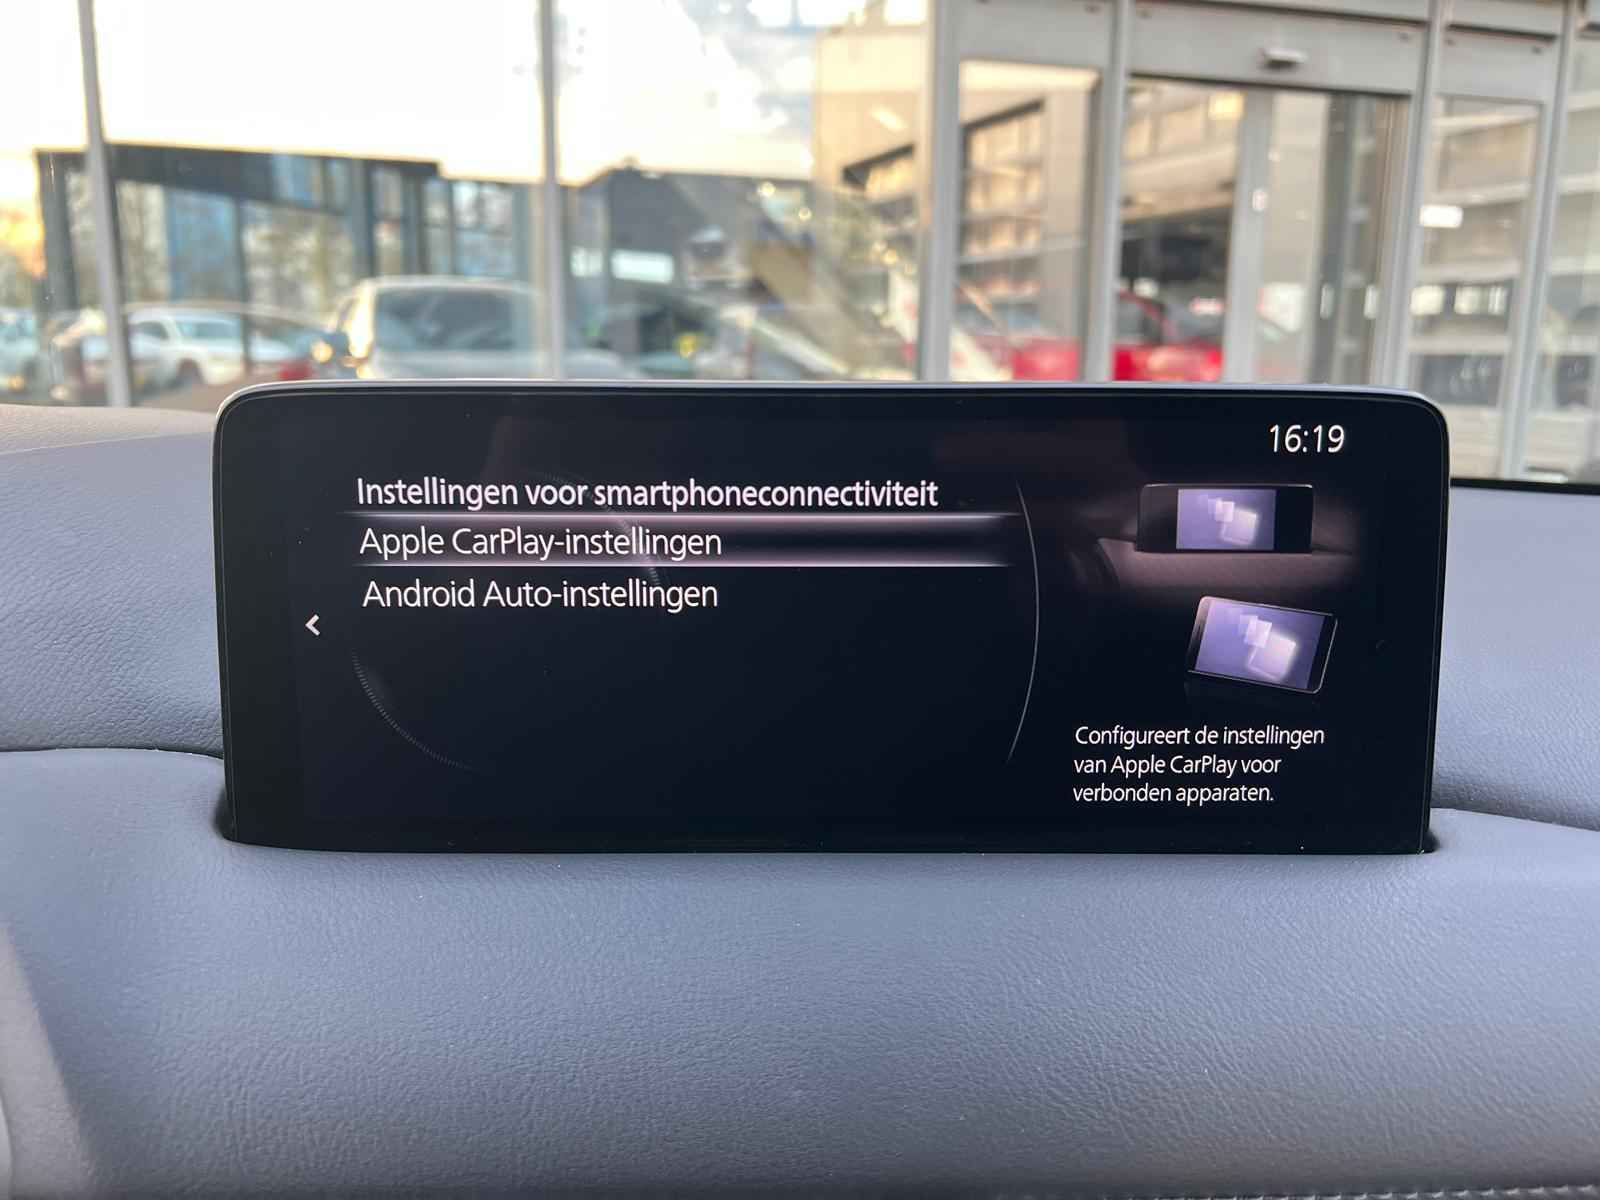 16:19
Instellingen voor smartphoneconnectiviteit
Apple CarPlay-instellingen
Android Auto-instellingen
Configureert de instellingen
van Apple CarPlay voor
verbonden apparaten.